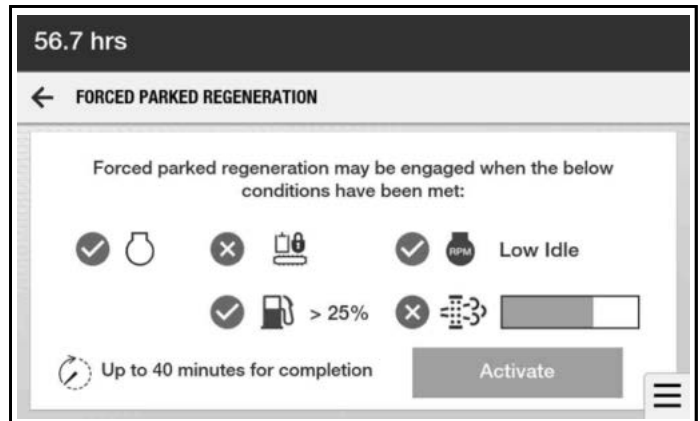 56.7 hrs
FORCED PARKED REGENERATION
Forced parked regeneration may be engaged when the below
conditions have been met:
RPM Low Idle
> 25%
Up to 40 minutes for completion
Activate